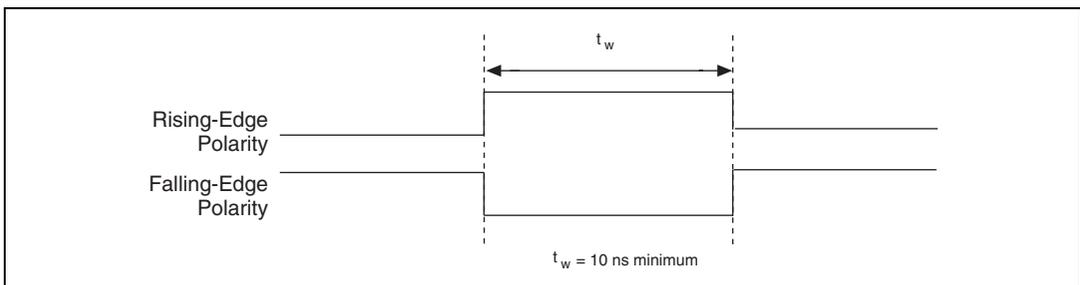 t w
Rising-Edge
Polarity
Falling-Edge
Polarity
t w = 10 ns minimum